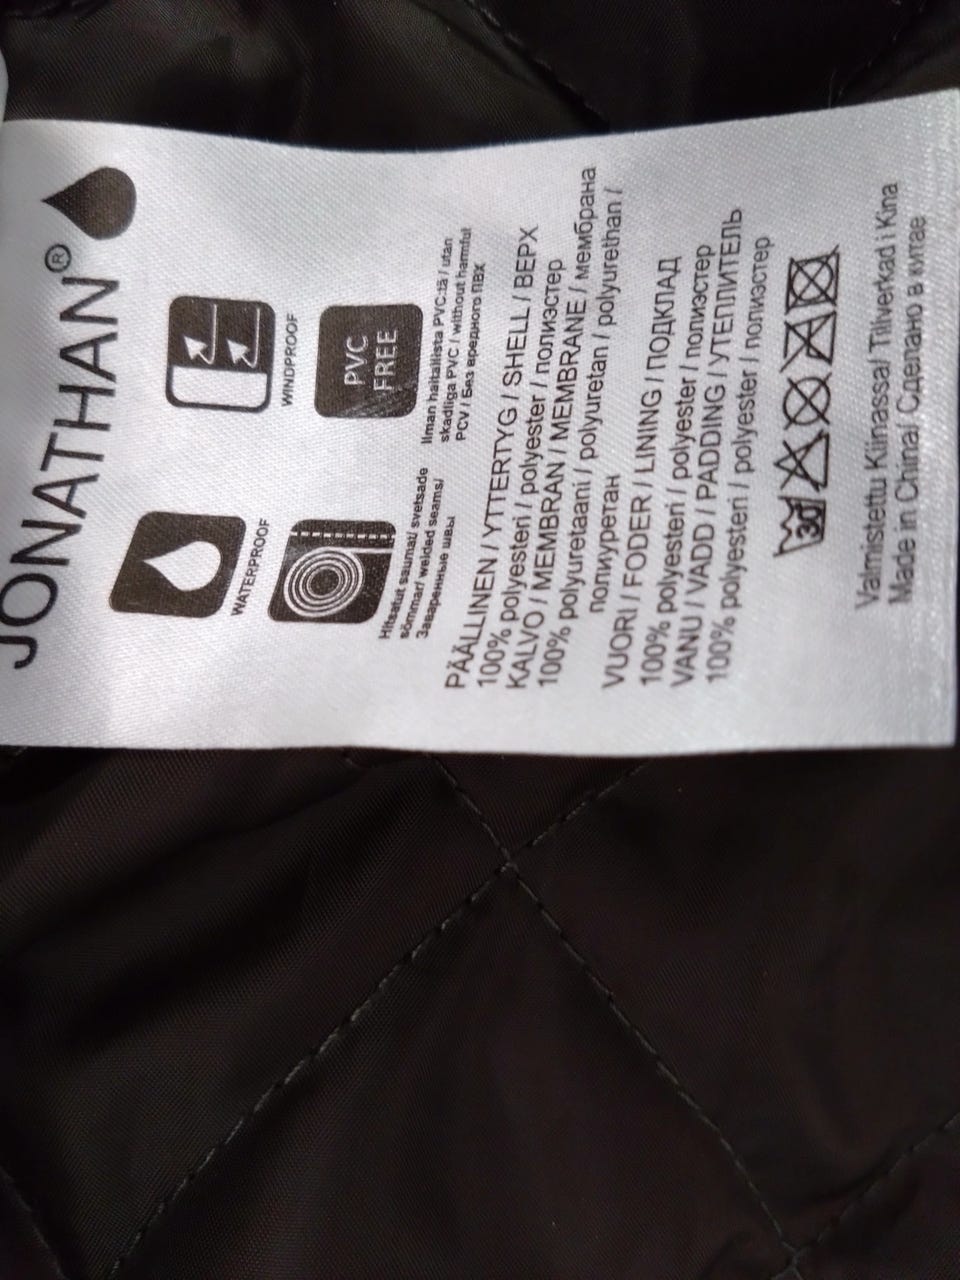 JONATHAN®
WATERPROOF
WINDPROOF
PVC
FREE
Hitsatut saumat/ svetsade
sömmar/ welded seams/
Заваренные швы
Ilman haitallista PVC:tä / utan
skadliga PVC / without harmful
PCV / Без вредного ПВХ
PÄÄLLINEN / YTTERTYG / SHELL / ВЕРХ
100% polyesteri / polyester / полиэстер
KALVO / MEMBRAN / MEMBRANE / мембрана
100% polyuretaani / polyuretan / polyurethan /
полиуретан
VUORI / FODER / LINING / ПОДКЛАД
100% polyesteri / polyester / полиэстер
VANU / VADD / PADDING / УТЕПЛИТЕЛЬ
100% polyesteri / polyester / полиэстер
Valmistettu Kiinassa/ Tillverkad i Kina
Made in China/ Сделано в китае